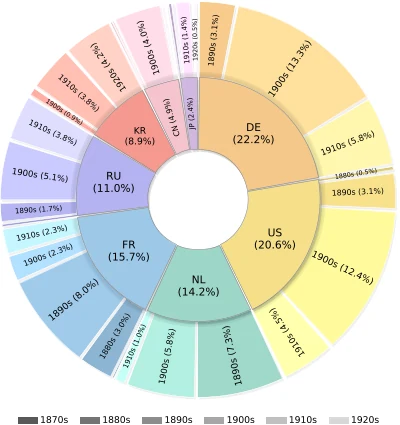 DE
(22.2%)
US
(20.6%)
NL
(14.2%)
FR
(15.7%)
RU
(11.0%)
KR
(8.9%)
CN (4.9%)
JP (2.4%)
1890s (3.1%)
1900s (13.3%)
1910s (5.8%)
1880s (0.5%)
1890s (3.1%)
1900s (12.4%)
1910s (4.5%)
1890s (7.3%)
1900s (5.8%)
1910s (1.0%)
1880s (3.0%)
1890s (8.0%)
1900s (2.3%)
1910s (2.3%)
1890s (1.7%)
1900s (5.1%)
1910s (3.8%)
1900s (0.9%)
1910s (3.8%)
1920s (4.2%)
1900s (4.0%)
1910s (1.4%)
1920s (0.5%)
1870s 1880s 1890s 1900s 1910s 1920s